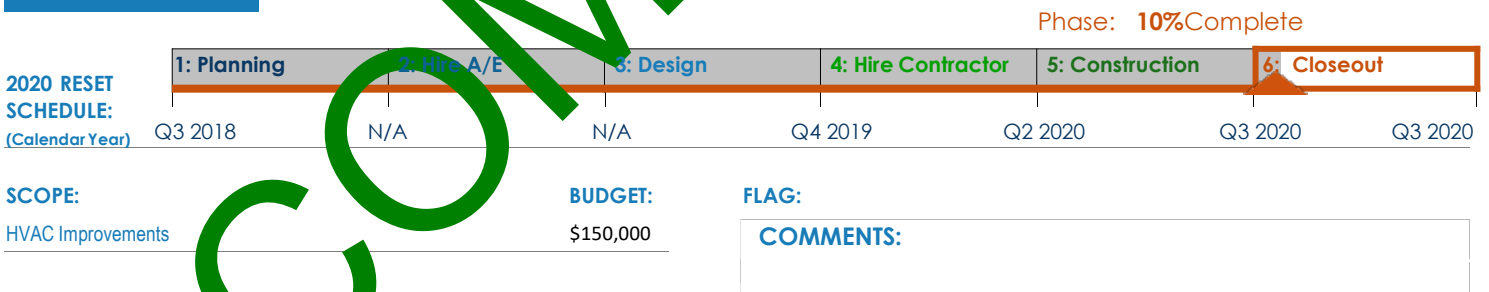 Phase: 10%Complete
1: Planning 2: Hire A/E 3: Design 4: Hire Contractor 5: Construction 6: Closeout
2020 RESET
SCHEDULE:
(Calendar Year) Q3 2018 N/A N/A Q4 2019 Q2 2020 Q3 2020 Q3 2020
SCOPE: BUDGET: FLAG:
HVAC Improvements $150,000 COMMENTS:
COM